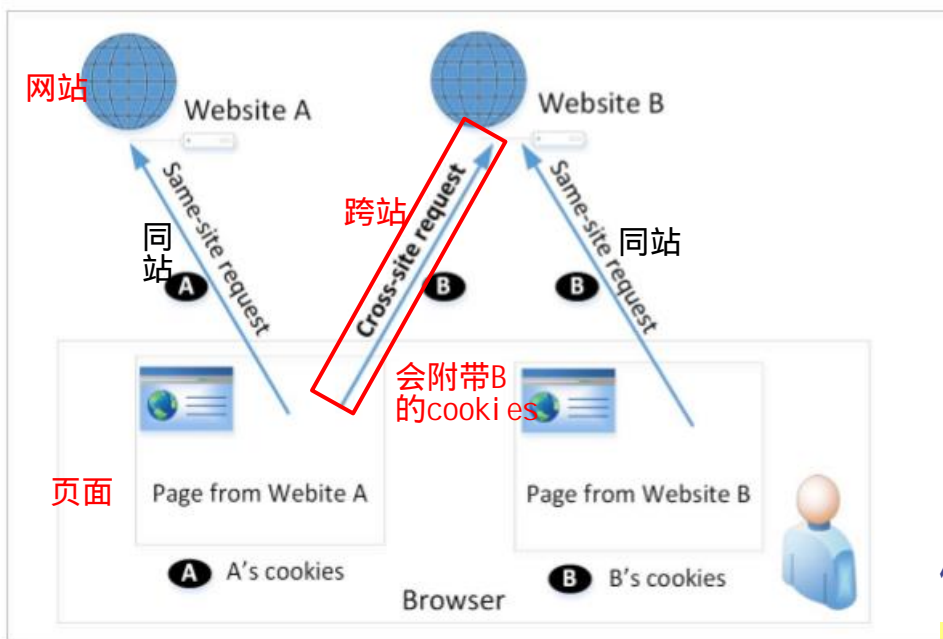 网站
Website A
Website B
Same-site request
同
站
A
跨站
Cross-site request
B
B
Same-site request
同站
会附带B
的cookies
页面
Page from Webite A
Page from Website B
A A's cookies
B B's cookies
Browser